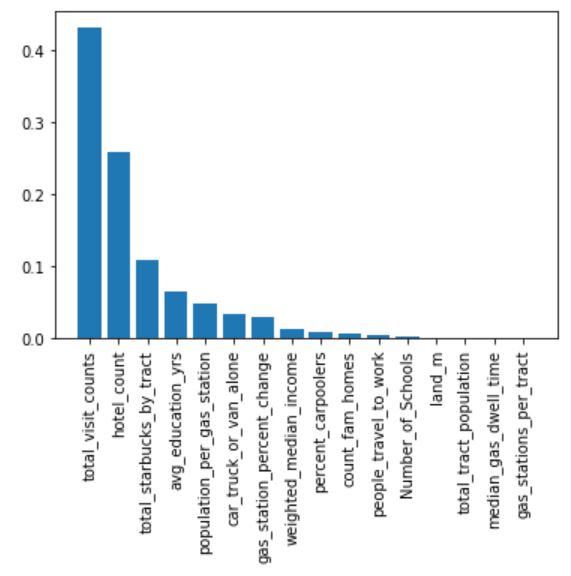 0.4
0.3
0.2
0.1
0.0
total_visit_counts
hotel_count
total_starbucks_by_tract
avg_education_yrs
population_per_gas_station
car_truck_or_van_alone
gas_station_percent_change
weighted_median_income
percent_carpoolers
count_fam_homes
people_travel_to_work
Number_of_Schools
land_m
total_tract_population
median_gas_dwell_time
gas_stations_per_tract